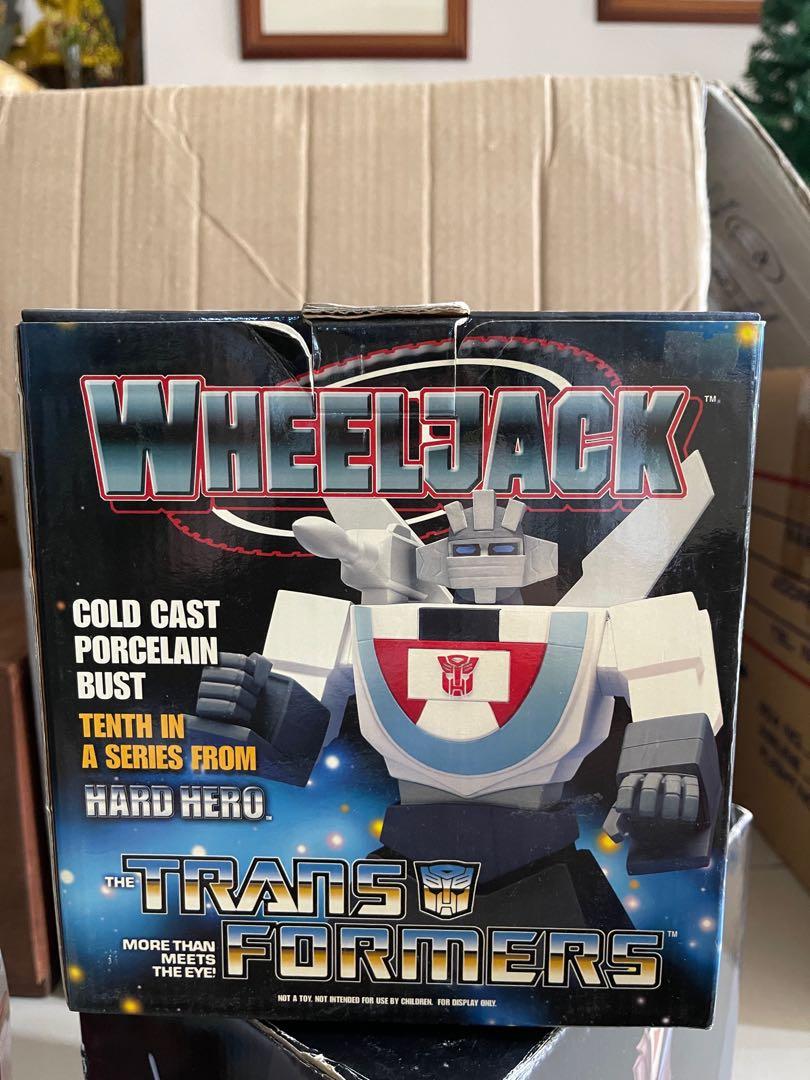 WHEELJACK™
COLD CAST
PORCELAIN
BUST
TENTH IN
A SERIES FROM
HARD HERO™
THE TRANS
FORMERS™
MORE THAN
MEETS
THE EYE!
NOT A TOY. NOT INTENDED FOR USE BY CHILDREN. FOR DISPLAY ONLY.